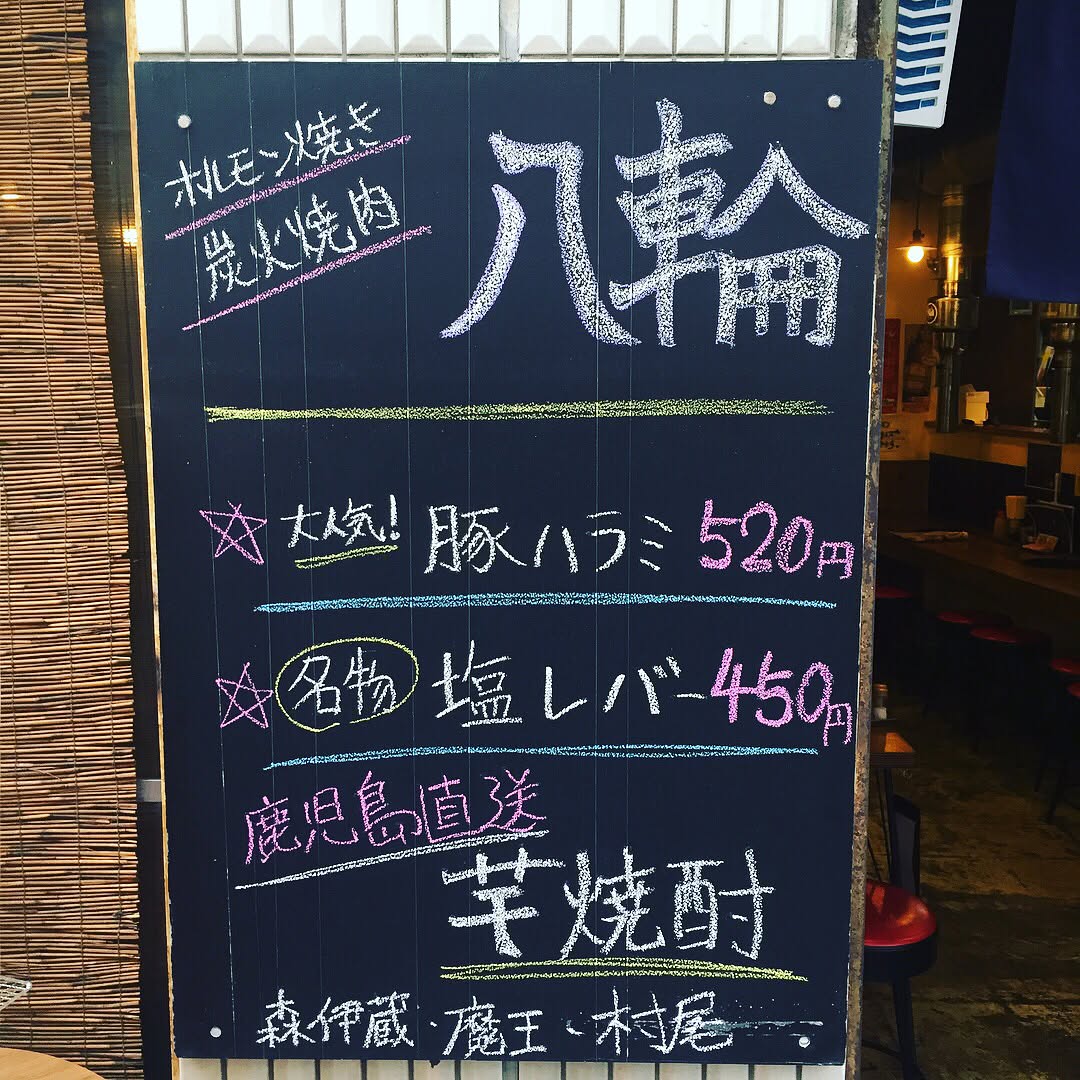 ホルモン焼き
炭火焼肉
八輪
大人気! 豚ハラミ 520円
名物 塩レバー 450円
鹿児島直送
芋焼酎
森伊蔵・魔王・村尾